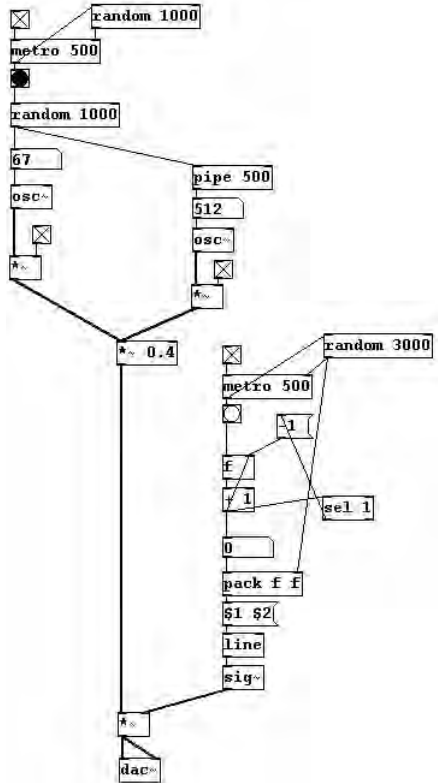 random 1000
metro 500
random 1000
67
pipe 500
512
osc~
osc~
*~
*~
*~ 0.4
random 3000
metro 500
-1
f
+ 1
sel 1
0
pack f f
$1 $2
line
sig~
*~
dac~